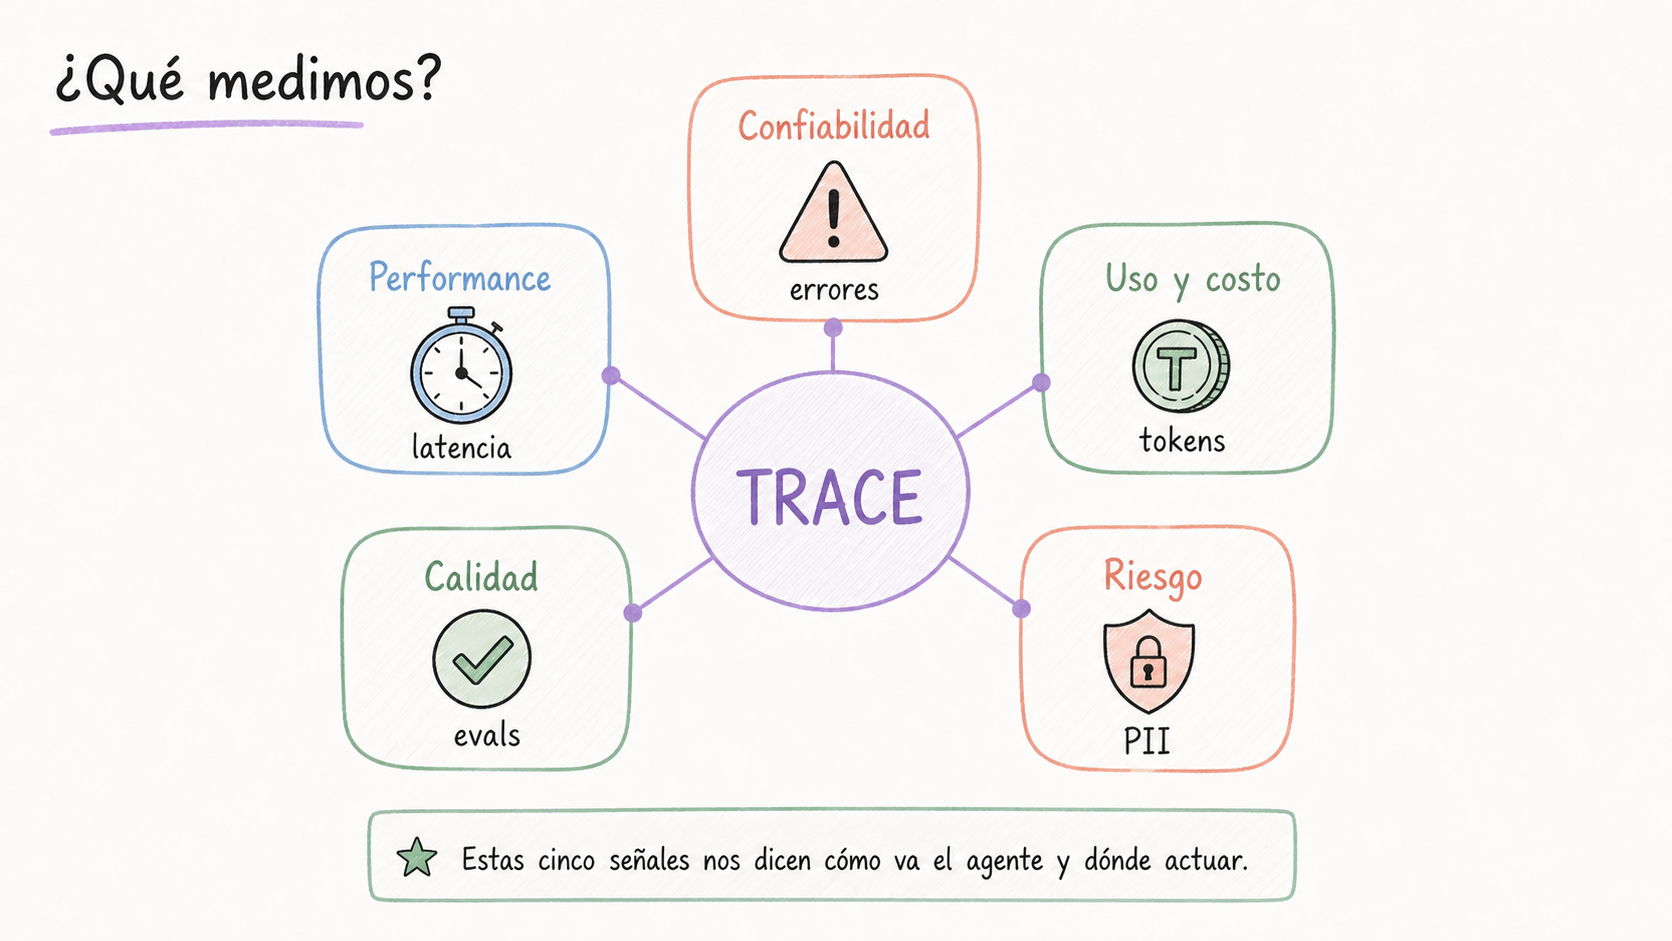 ¿Qué medimos?
Confiabilidad
errores
Performance
latencia
Uso y costo
T
tokens
TRACE
Calidad
evals
Riesgo
PII
Estas cinco señales nos dicen cómo va el agente y dónde actuar.